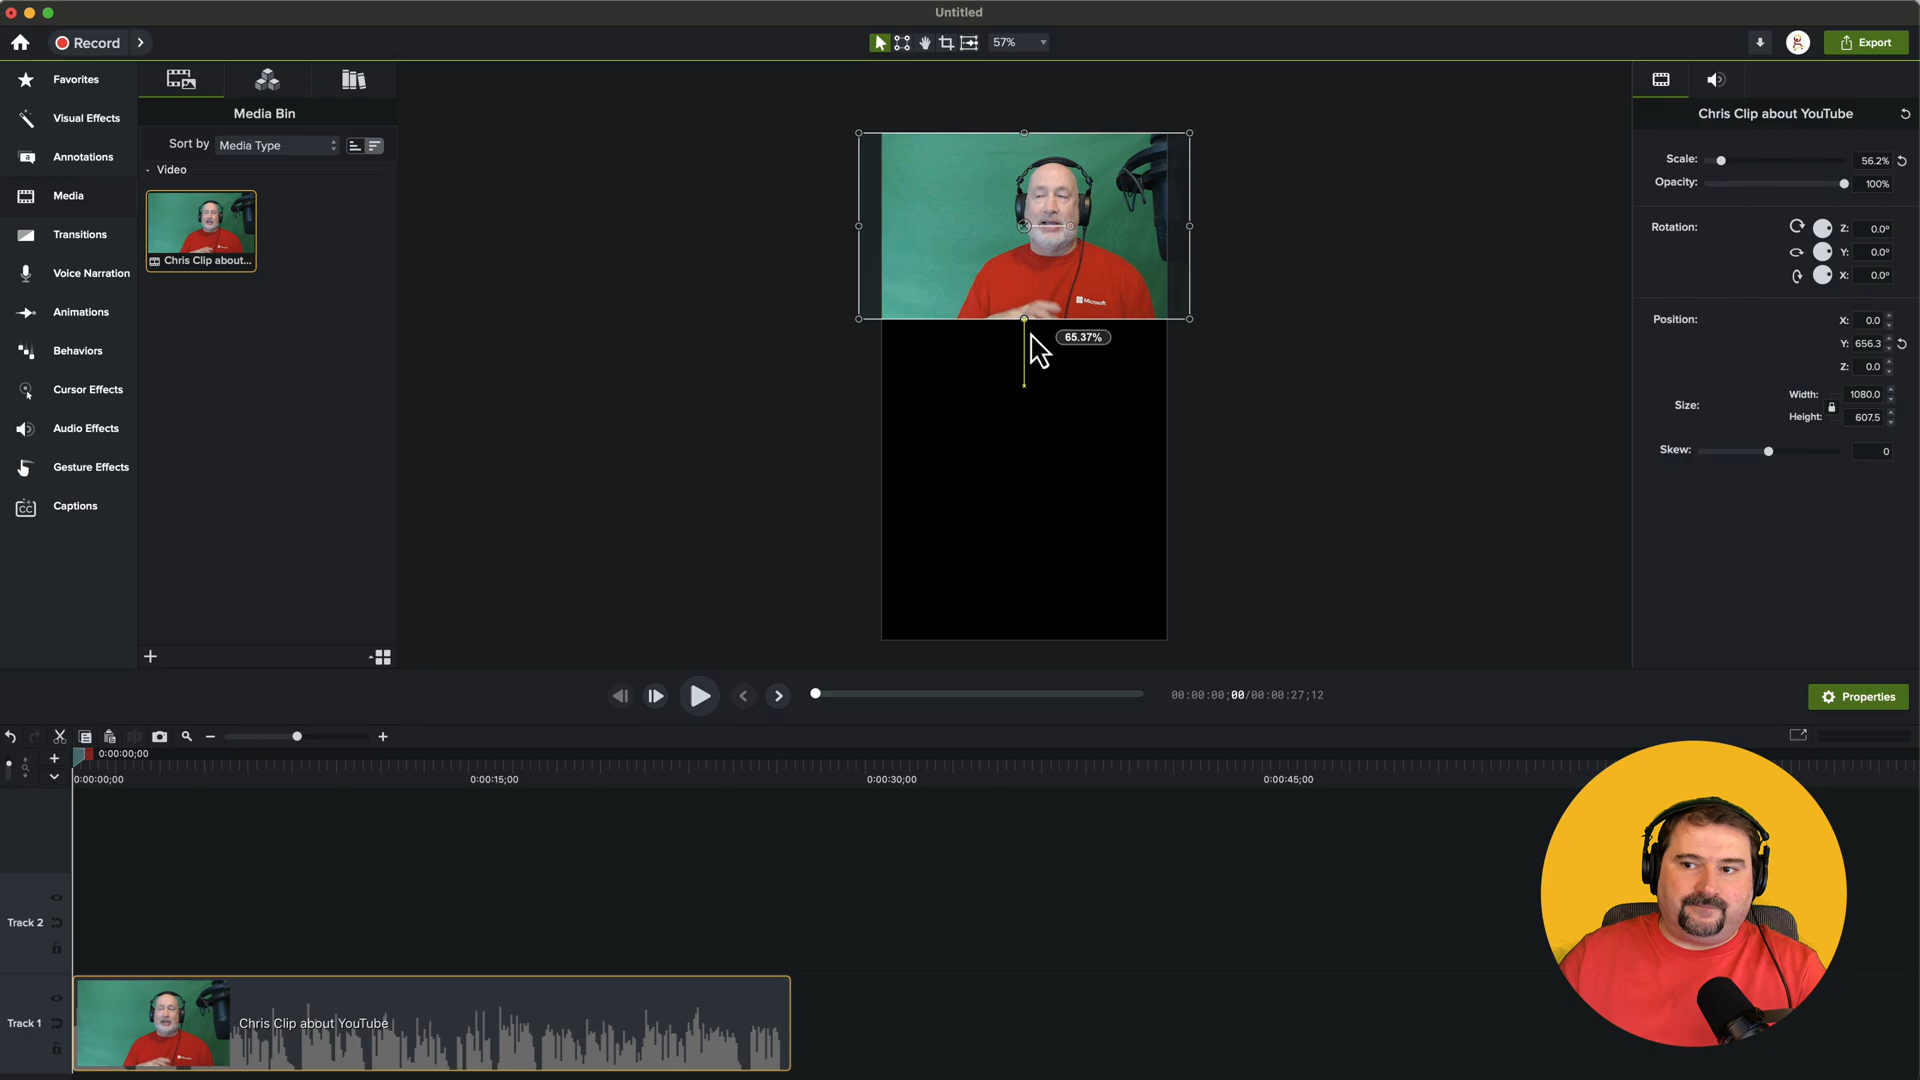 Untitled
Record
57%
Export
Favorites
Visual Effects
Annotations
Media
Transitions
Voice Narration
Animations
Behaviors
Cursor Effects
Audio Effects
Gesture Effects
Captions
Media Bin
Sort by Media Type
Video
Chris Clip about...
Microsoft
65.37%
Chris Clip about YouTube
Scale: 56.2%
Opacity: 100%
Rotation: Z: 0.0°
Y: 0.0°
X: 0.0°
Position: X: 0.0
Y: 656.3
Z: 0.0
Size: Width: 1080.0
Height: 607.5
Skew: 0
00:00:00;00/00:00:27;12
Properties
0:00:00;00
0:00:00;00 0:00:15;00 0:00:30;00 0:00:45;00
Track 2
Track 1
Chris Clip about YouTube